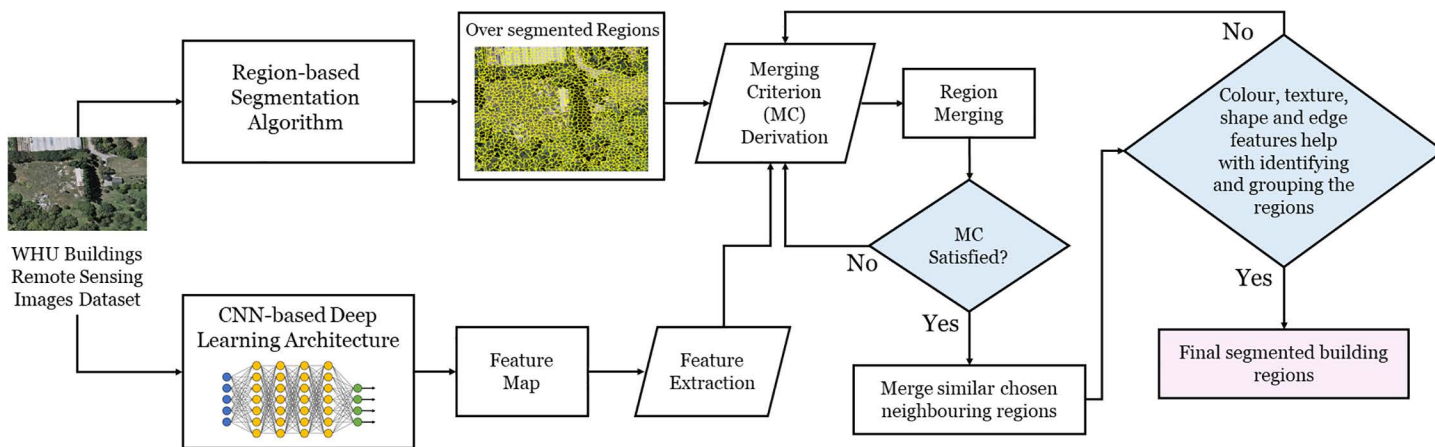 WHU Buildings
Remote Sensing
Images Dataset
Region-based
Segmentation
Algorithm
Over segmented Regions
CNN-based Deep
Learning Architecture
Feature
Map
Feature
Extraction
Merging
Criterion
(MC)
Derivation
Region
Merging
MC
Satisfied?
No
Yes
Merge similar chosen
neighbouring regions
Colour, texture,
shape and edge
features help
with identifying
and grouping the
regions
No
Yes
Final segmented building
regions